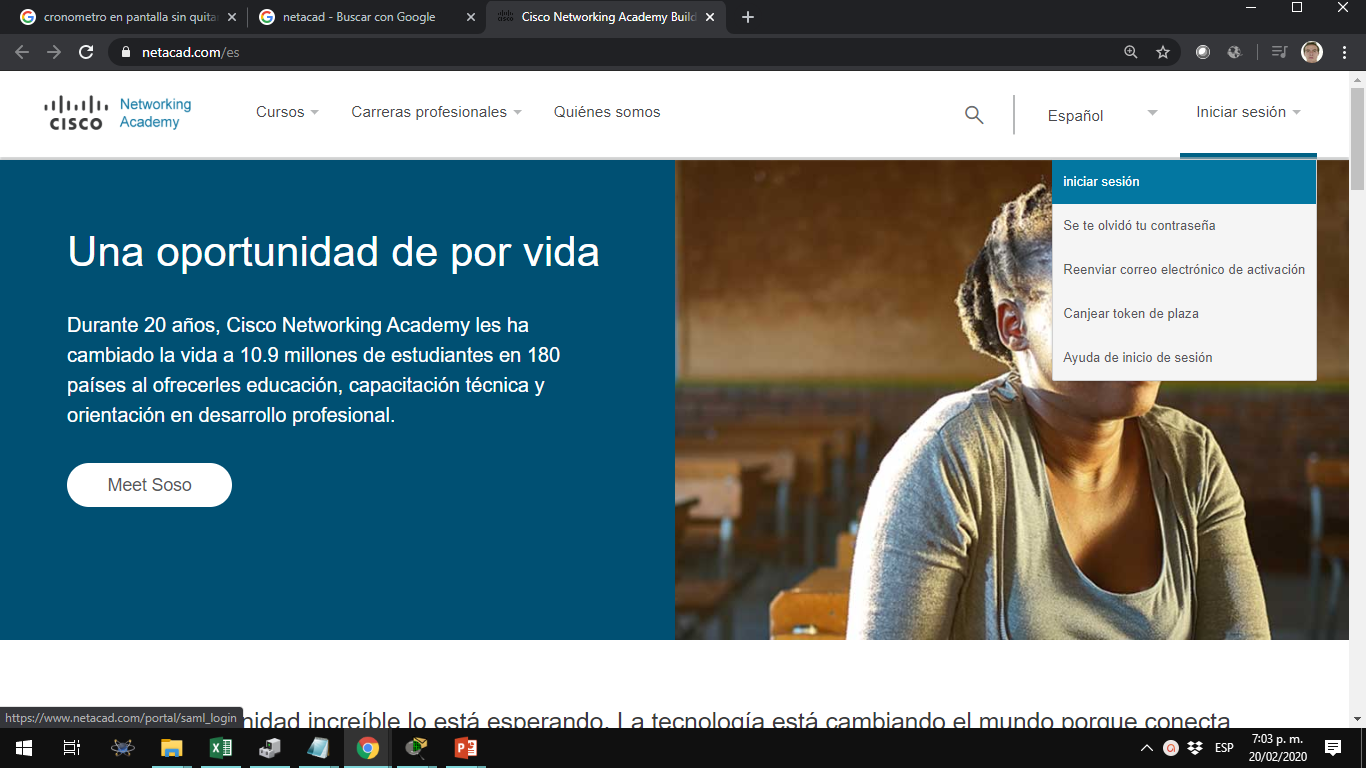 cronometro en pantalla sin quita
netacad - Buscar con Google
Cisco Networking Academy Build
netacad.com/es
CISCO
Networking
Academy
Cursos
Carreras profesionales
Quiénes somos
Español
Iniciar sesión
iniciar sesión
Se te olvidó tu contraseña
Reenviar correo electrónico de activación
Canjear token de plaza
Ayuda de inicio de sesión
Una oportunidad de por vida
Durante 20 años, Cisco Networking Academy les ha
cambiado la vida a 10.9 millones de estudiantes en 180
países al ofrecerles educación, capacitación técnica y
orientación en desarrollo profesional.
Meet Soso
nidad increíble lo está esperando. La tecnología está cambiando el mundo porque conecta
https://www.netacad.com/portal/saml_login
ESP
7:03 p. m.
20/02/2020